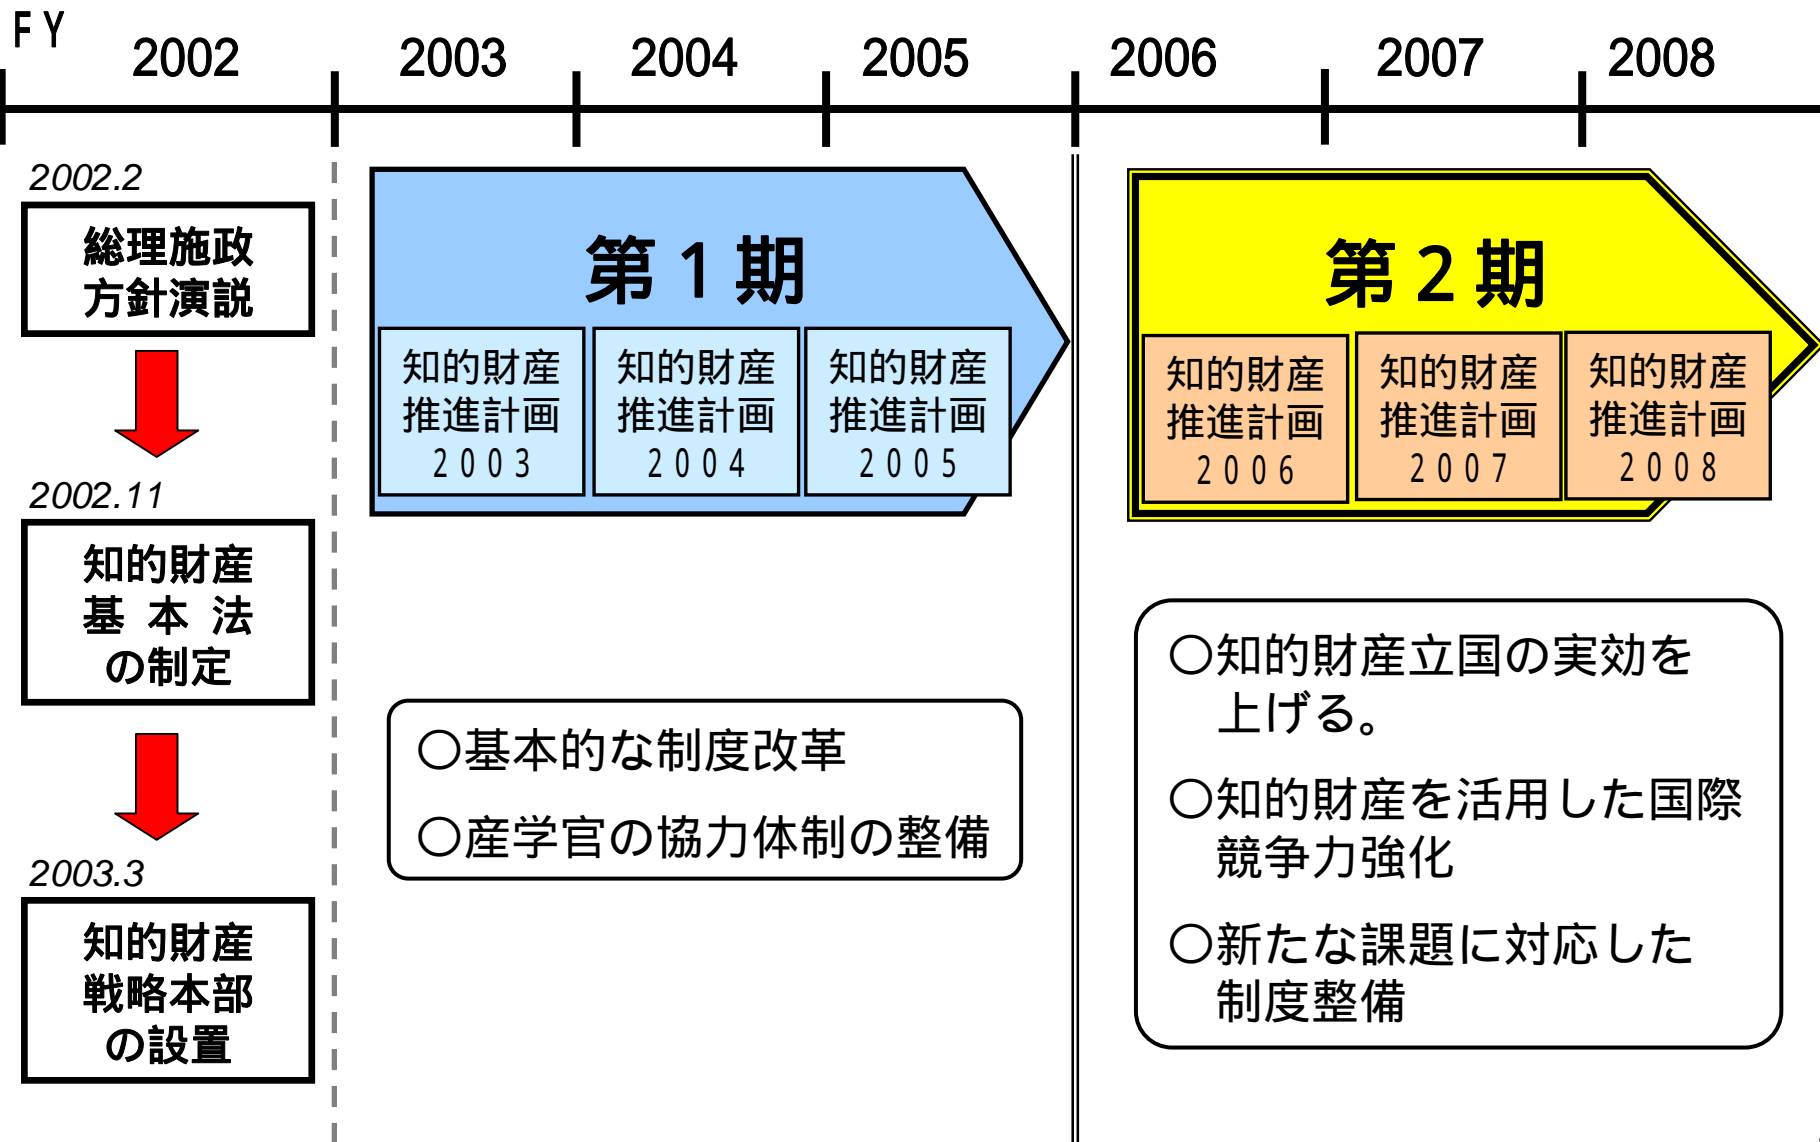 ＦＹ
2002 2003 2004 2005 2006 2007 2008
2002.2
総理施政
方針演説
2002.11
知的財産
基 本 法
の制定
2003.3
知的財産
戦略本部
の設置
第１期
知的財産
推進計画
２００３
知的財産
推進計画
２００４
知的財産
推進計画
２００５
○基本的な制度改革
○産学官の協力体制の整備
第２期
知的財産
推進計画
２００６
知的財産
推進計画
２００７
知的財産
推進計画
２００８
○知的財産立国の実効を
上げる。
○知的財産を活用した国際
競争力強化
○新たな課題に対応した
制度整備